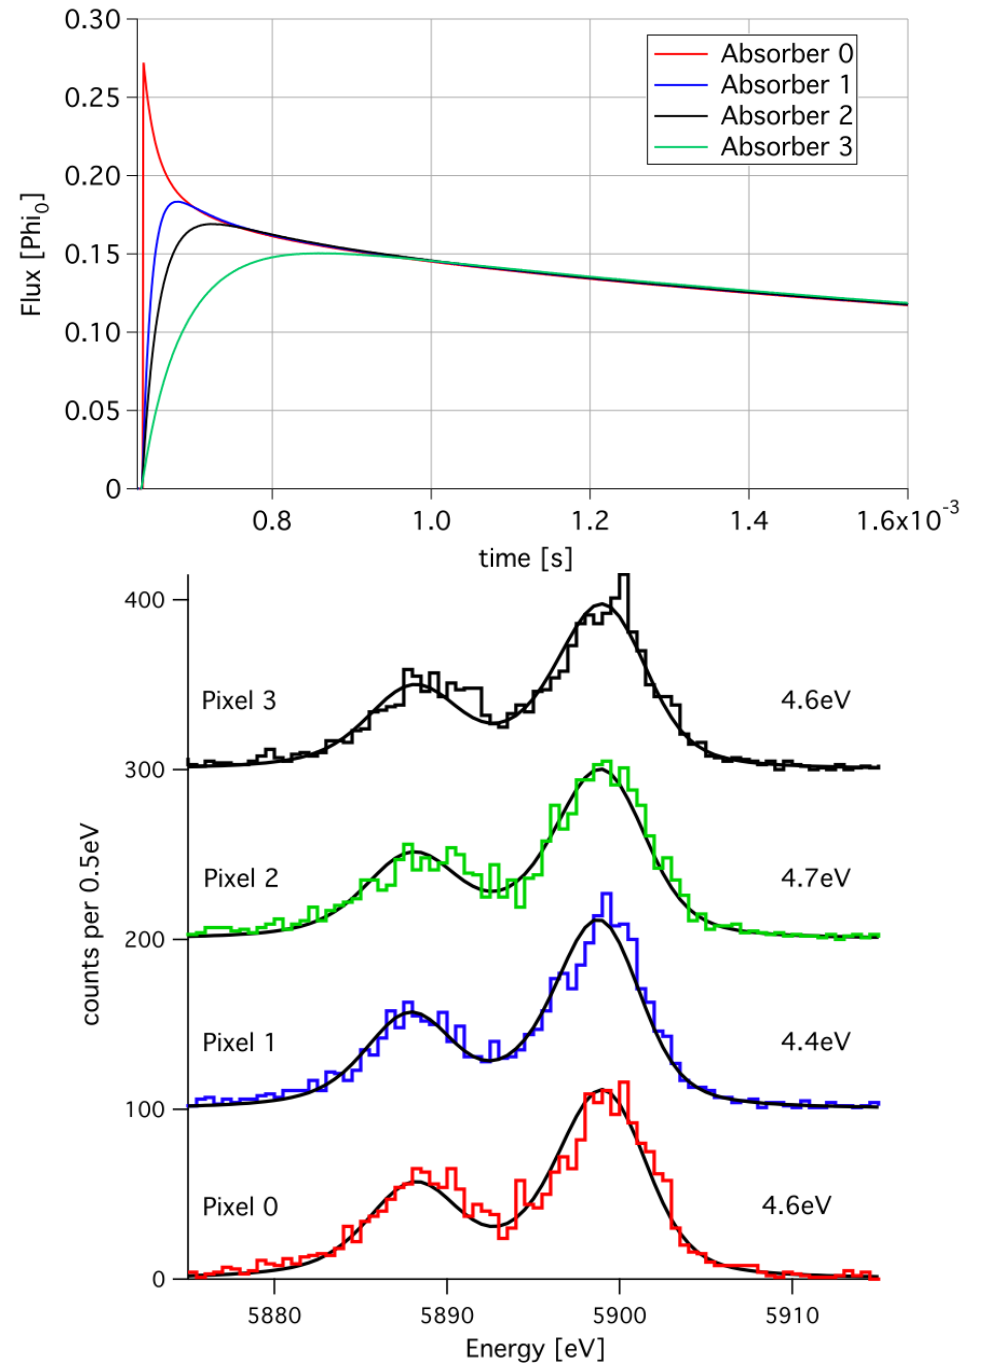 0.30
0.25
0.20
0.15
0.10
0.05
0
Flux [Phi0]
Absorber 0
Absorber 1
Absorber 2
Absorber 3
0.8
1.0
1.2
1.4
1.6x10-3
time [s]
400
300
200
100
0
counts per 0.5eV
Pixel 3
4.6eV
Pixel 2
4.7eV
Pixel 1
4.4eV
Pixel 0
4.6eV
5880
5890
5900
5910
Energy [eV]